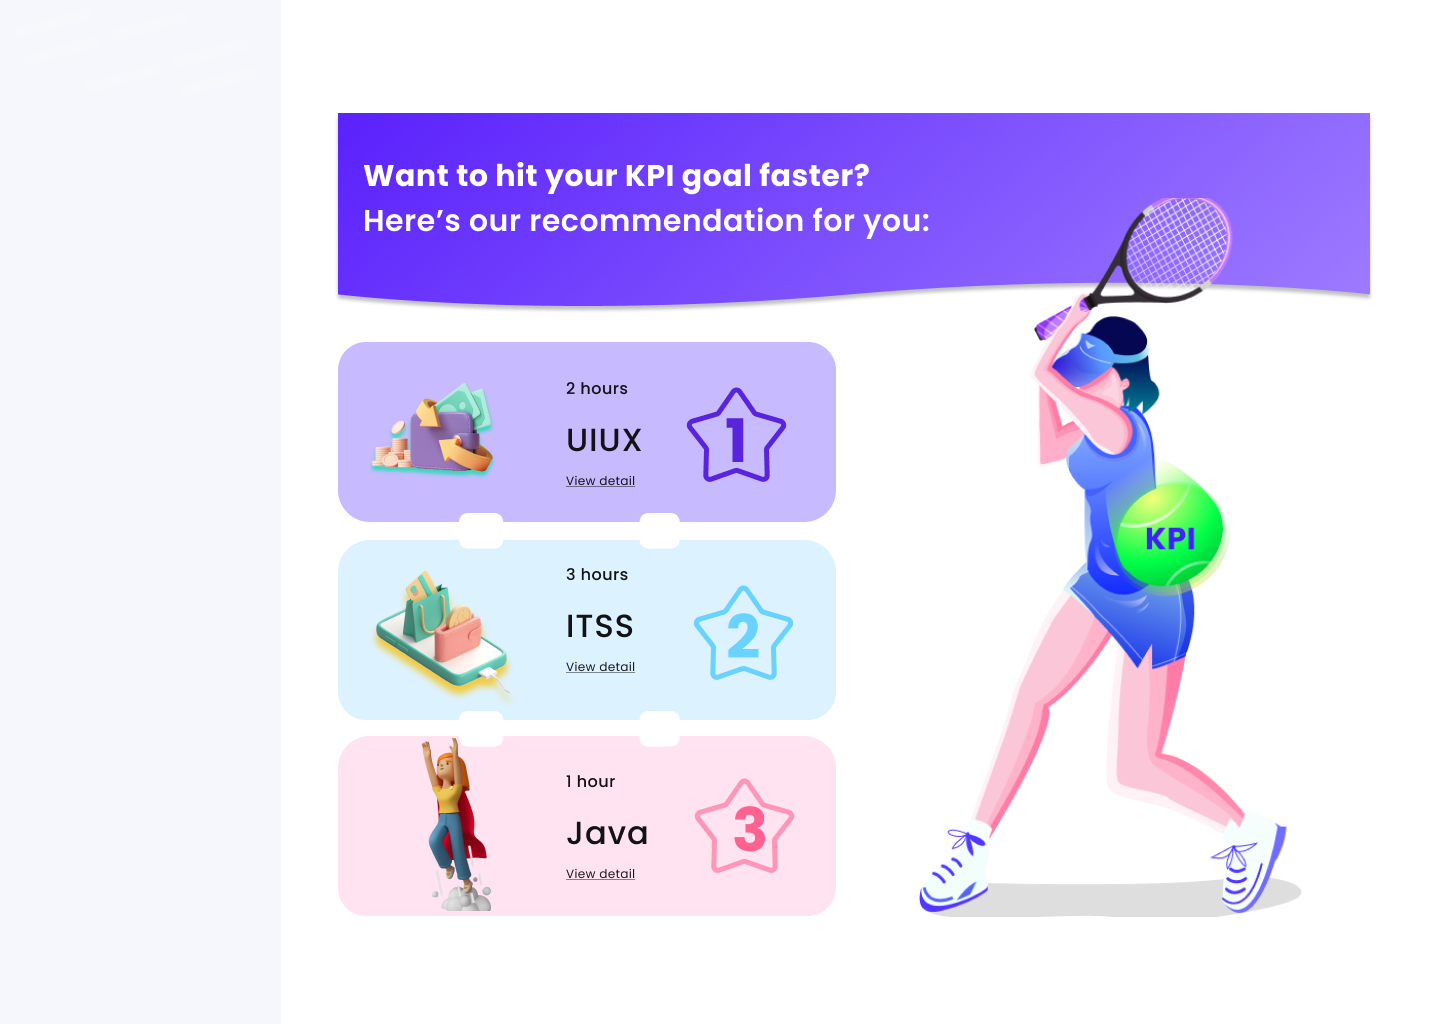 Want to hit your KPI goal faster?
Here’s our recommendation for you:
2 hours
UIUX
View detail
1
3 hours
ITSS
View detail
2
1 hour
Java
View detail
3
KPI